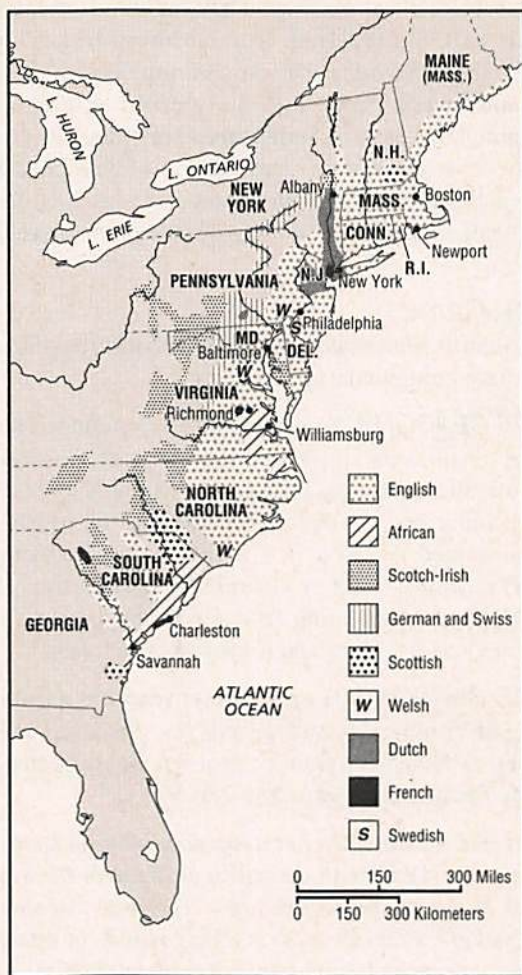 MAINE
(MASS.)
L. HURON
L. ONTARIO
L. ERIE
N.H.
NEW
YORK
Albany
MASS.
Boston
CONN.
R.I.
Newport
N.J.
New York
PENNSYLVANIA
W
Philadelphia
S
MD.
Baltimore
DEL.
W
VIRGINIA
Richmond
Williamsburg
NORTH
CAROLINA
W
SOUTH
CAROLINA
GEORGIA
Charleston
Savannah
ATLANTIC
OCEAN
English
African
Scotch-Irish
German and Swiss
Scottish
W Welsh
Dutch
French
S Swedish
0 150 300 Miles
0 150 300 Kilometers